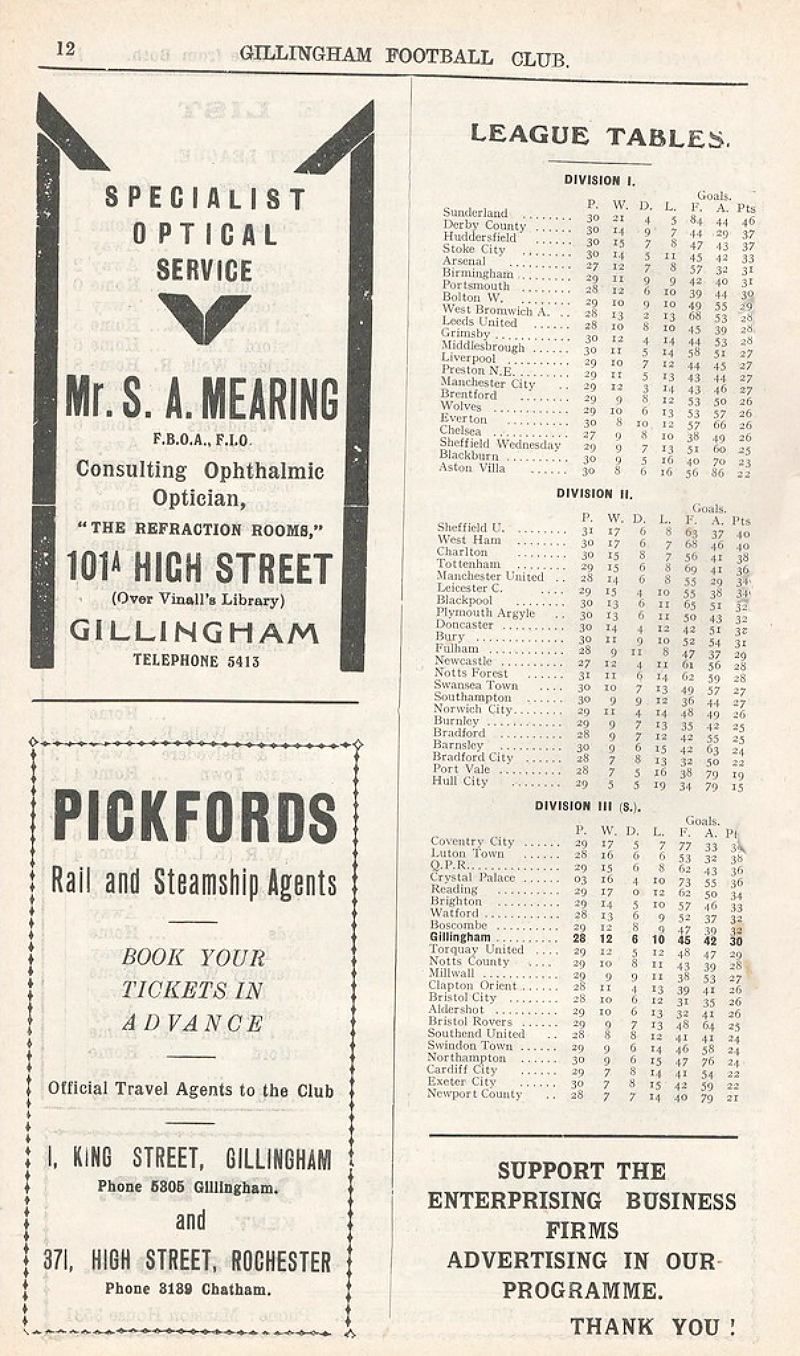 12
GILLINGHAM FOOTBALL CLUB.
SPECIALIST
OPTICAL
SERVICE
Mr. S. A. MEARING
F.B.O.A., F.I.O.
Consulting Ophthalmic
Optician,
"THE REFRACTION ROOMS,"
101A HIGH STREET
(Over Vinall's Library)
GILLINGHAM
TELEPHONE 5413
PICKFORDS
Rail and Steamship Agents
BOOK YOUR
TICKETS IN
ADVANCE
Official Travel Agents to the Club
1, KING STREET, GILLINGHAM
Phone 5305 Gillingham.
and
371, HIGH STREET, ROCHESTER
Phone 3139 Chatham.
LEAGUE TABLES.
DIVISION I.
Goals.
P. W. D. L. F. A. Pts
Sunderland ........ 30 21 4 5 84 44 46
Derby County ...... 30 14 9 7 44 29 37
Huddersfield ...... 30 15 7 8 47 43 37
Stoke City ...... 30 14 5 11 45 42 33
Arsenal ........ 27 12 7 8 57 32 31
Birmingham ........ 29 11 9 9 42 40 31
Portsmouth ........ 28 12 6 10 39 44 30
Bolton W. ........ 29 10 9 10 49 55 29
West Bromwich A. .. 28 13 2 13 68 53 28
Leeds United ...... 28 10 8 10 45 39 28
Grimsby ........... 30 12 4 14 44 53 28
Middlesbrough ...... 30 11 5 14 58 51 27
Liverpool ........ 29 10 7 12 44 45 27
Preston N.E. ....... 29 11 5 13 43 44 27
Manchester City .. 29 12 3 14 43 46 27
Brentford ........ 29 9 8 12 53 50 26
Wolves ............ 29 10 6 13 53 57 26
Everton .......... 30 8 10 12 57 66 26
Chelsea .......... 27 9 8 10 38 49 26
Sheffield Wednesday 29 9 7 13 51 60 25
Blackburn ........ 30 9 5 16 40 70 23
Aston Villa ...... 30 8 6 16 56 86 22
DIVISION II.
Goals.
P. W. D. L. F. A. Pts
Sheffield U. ........ 31 17 6 8 63 37 40
West Ham ........ 30 17 6 7 68 46 40
Charlton ........ 30 15 8 7 56 41 38
Tottenham ........ 29 15 6 8 69 41 36
Manchester United .. 28 14 6 8 55 29 34
Leicester C. ...... 29 15 4 10 55 38 34
Blackpool ........ 30 13 6 11 65 51 32
Plymouth Argyle .. 30 13 6 11 50 43 32
Doncaster ......... 30 14 4 12 42 51 32
Bury ............ 30 11 9 10 52 54 31
Fulham .......... 28 9 11 8 47 37 29
Newcastle .......... 27 12 4 11 61 56 28
Notts Forest ...... 31 11 6 14 62 59 28
Swansea Town .... 30 10 7 13 49 57 27
Southampton ...... 30 9 9 12 36 44 27
Norwich City........ 29 11 4 14 48 49 26
Burnley .......... 29 9 7 13 35 42 25
Bradford .......... 28 9 7 12 42 55 25
Barnsley .......... 30 9 6 15 42 63 24
Bradford City ...... 28 7 8 13 32 50 22
Port Vale ........ 28 7 5 16 38 79 19
Hull City ........ 29 5 5 19 34 79 15
DIVISION III (S.).
Goals.
P. W. D. L. F. A.
Coventry City ...... 29 17 5 7 77 33
Luton Town ...... 28 16 6 6 53 32 38
Q.P.R............... 29 15 6 8 62 43 36
Crystal Palace .... 03 16 4 10 73 55 36
Reading ........ 29 17 0 12 62 50 34
Brighton .......... 29 14 5 10 57 46 33
Watford ............ 28 13 6 9 52 37 32
Boscombe .......... 29 12 8 9 47 39 32
Gillingham .......... 28 12 6 10 45 42 30
Torquay United .... 29 12 5 12 48 47 29
Notts County .... 29 10 8 11 43 39 28
Millwall .......... 29 9 9 11 38 53 27
Clapton Orient...... 28 11 4 13 39 41 26
Bristol City ........ 28 10 6 12 31 35 26
Aldershot .......... 29 10 6 13 32 41 26
Bristol Rovers ...... 29 9 7 13 48 64 25
Southend United .. 28 8 8 12 41 41 24
Swindon Town ...... 29 9 6 14 46 58 24
Northampton ...... 30 9 6 15 47 76 24
Cardiff City ...... 29 7 8 14 41 54 22
Exeter City ...... 30 7 8 15 42 59 22
Newport County .. 28 7 7 14 40 79 21
SUPPORT THE
ENTERPRISING BUSINESS
FIRMS
ADVERTISING IN OUR
PROGRAMME.
THANK YOU !